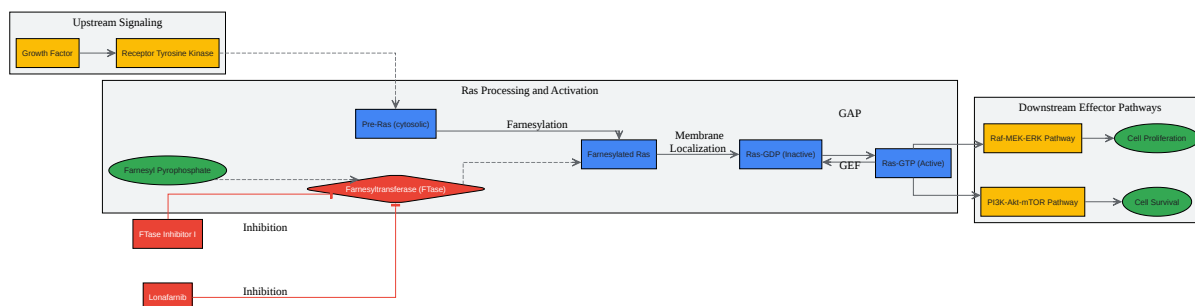 Upstream Signaling
Growth Factor
Receptor Tyrosine Kinase
Ras Processing and Activation
Pre-Ras (cytosolic)
Farnesylation
GAP
Farnesylated Ras
Membrane
Localization
Ras-GDP (Inactive)
GEF
Ras-GTP (Active)
Farnesyl Pyrophosphate
Farnesyltransferase (FTase)
Downstream Effector Pathways
Raf-MEK-ERK Pathway
Cell Proliferation
PI3K-Akt-mTOR Pathway
Cell Survival
FTase Inhibitor I
Inhibition
Lonafarnib
Inhibition